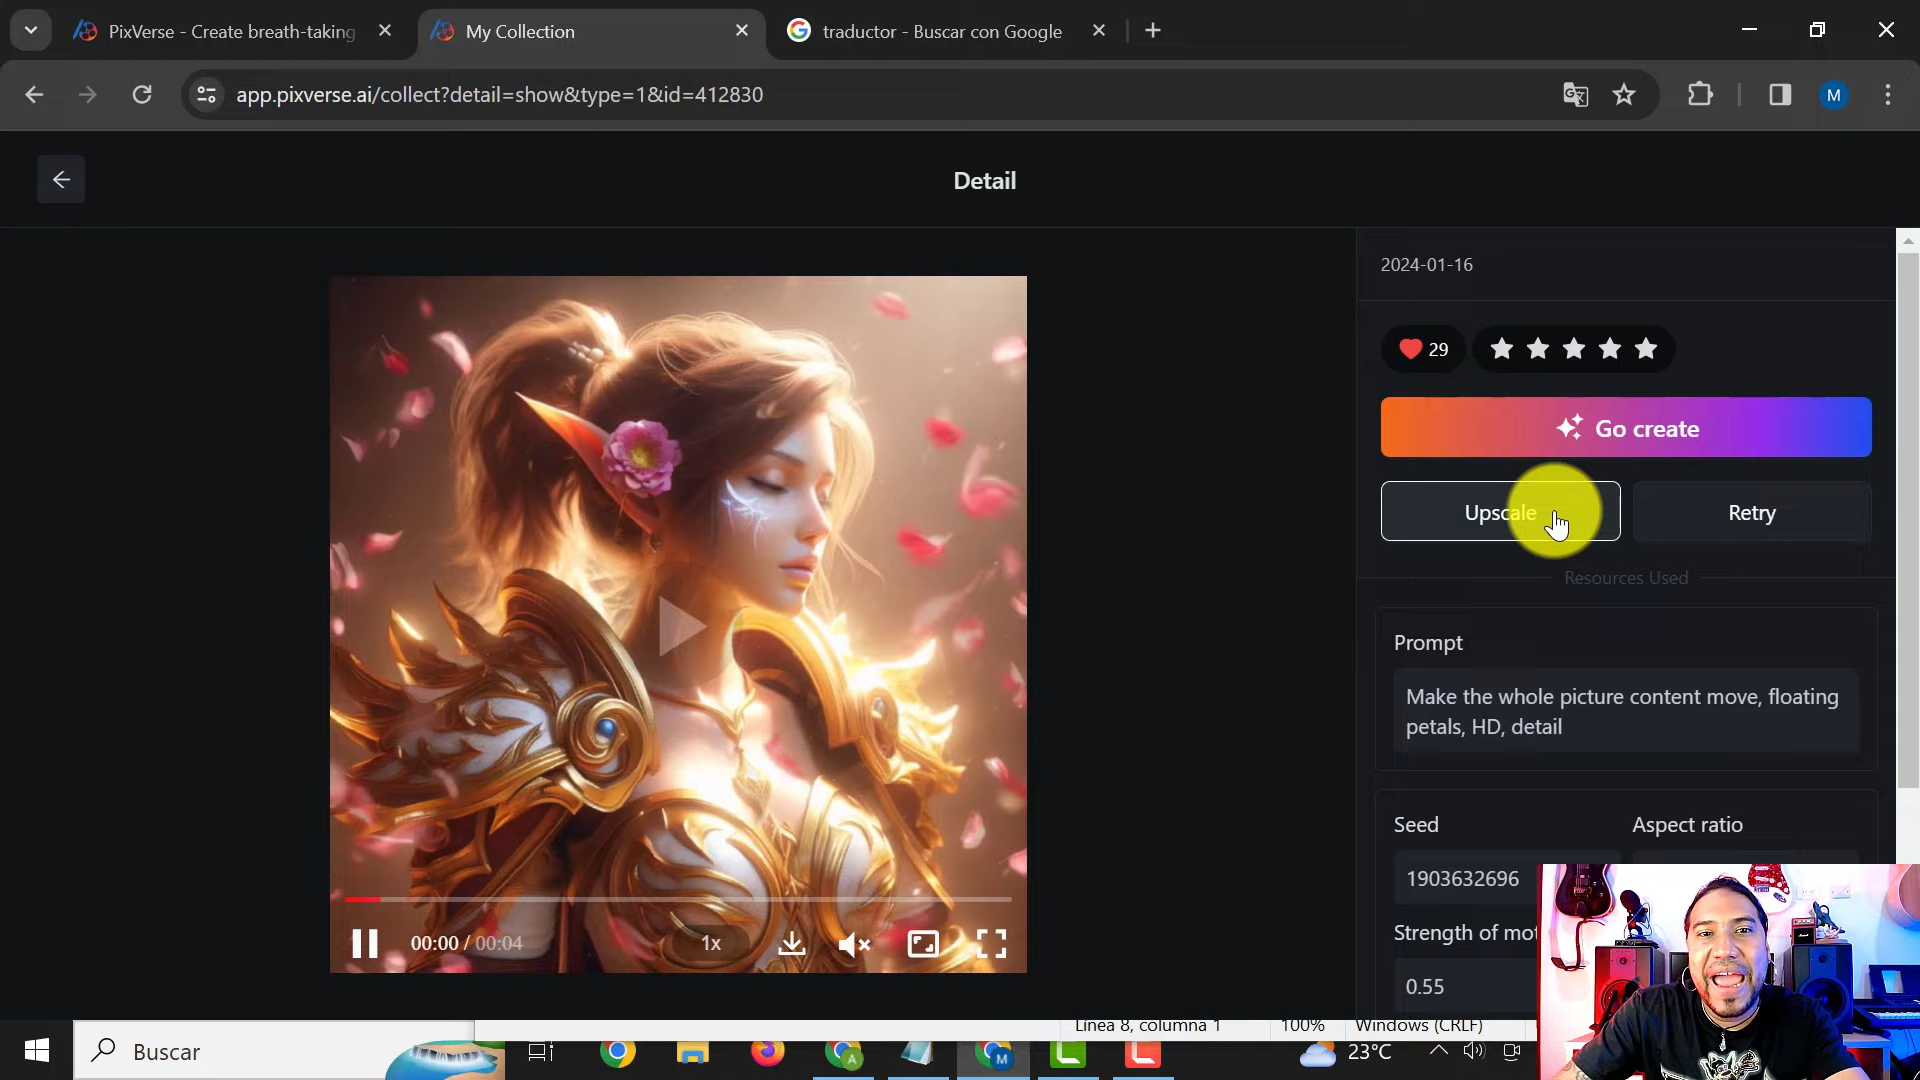 PixVerse - Create breath-taking
My Collection
traductor - Buscar con Google
app.pixverse.ai/collect?detail=show&type=1&id=412830
M
Detail
2024-01-16
29
Go create
Upscale
Retry
Resources Used
Prompt
Make the whole picture content move, floating
petals, HD, detail
Seed
Aspect ratio
1903632696
Strength of mot
0.55
00:00 / 00:04
1x
Línea 8, columna 1
100%
Windows (CRLF)
Buscar
A
M
23°C